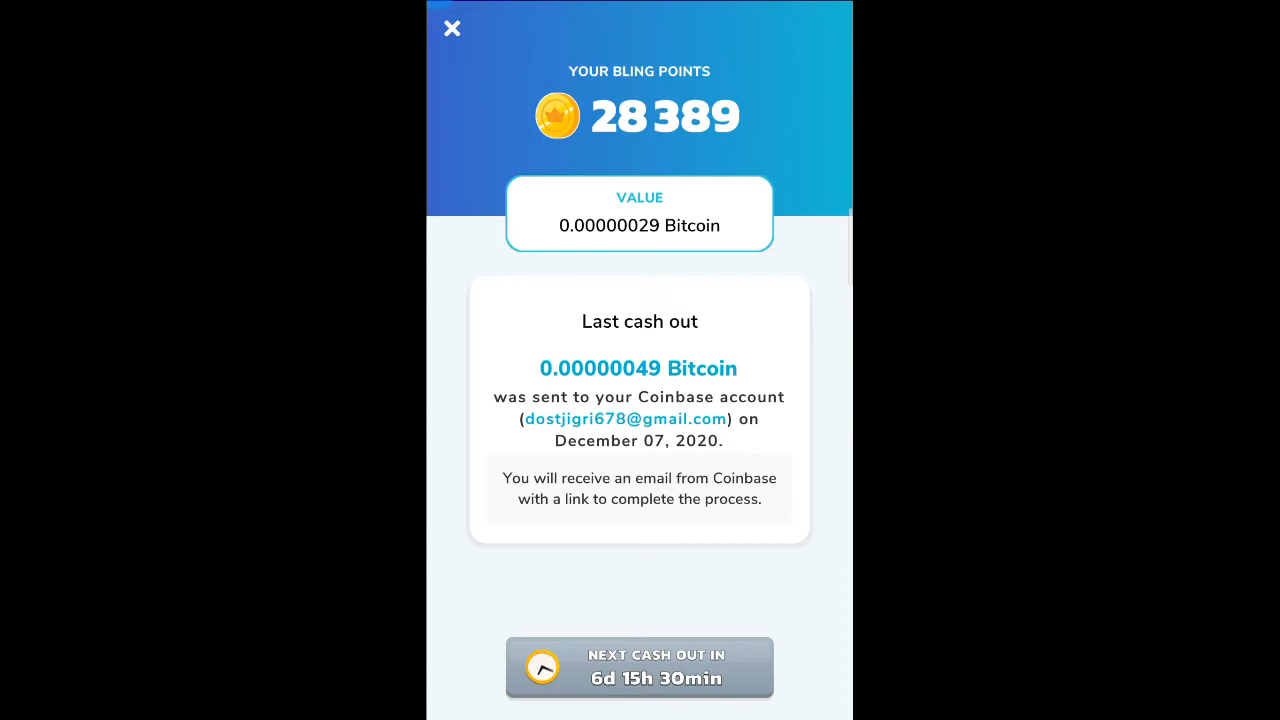 YOUR BLING POINTS
28 389
VALUE
0.00000029 Bitcoin
Last cash out
0.00000049 Bitcoin
was sent to your Coinbase account
(dostjigri678@gmail.com) on
December 07, 2020.
You will receive an email from Coinbase
with a link to complete the process.
NEXT CASH OUT IN
6d 15h 30min